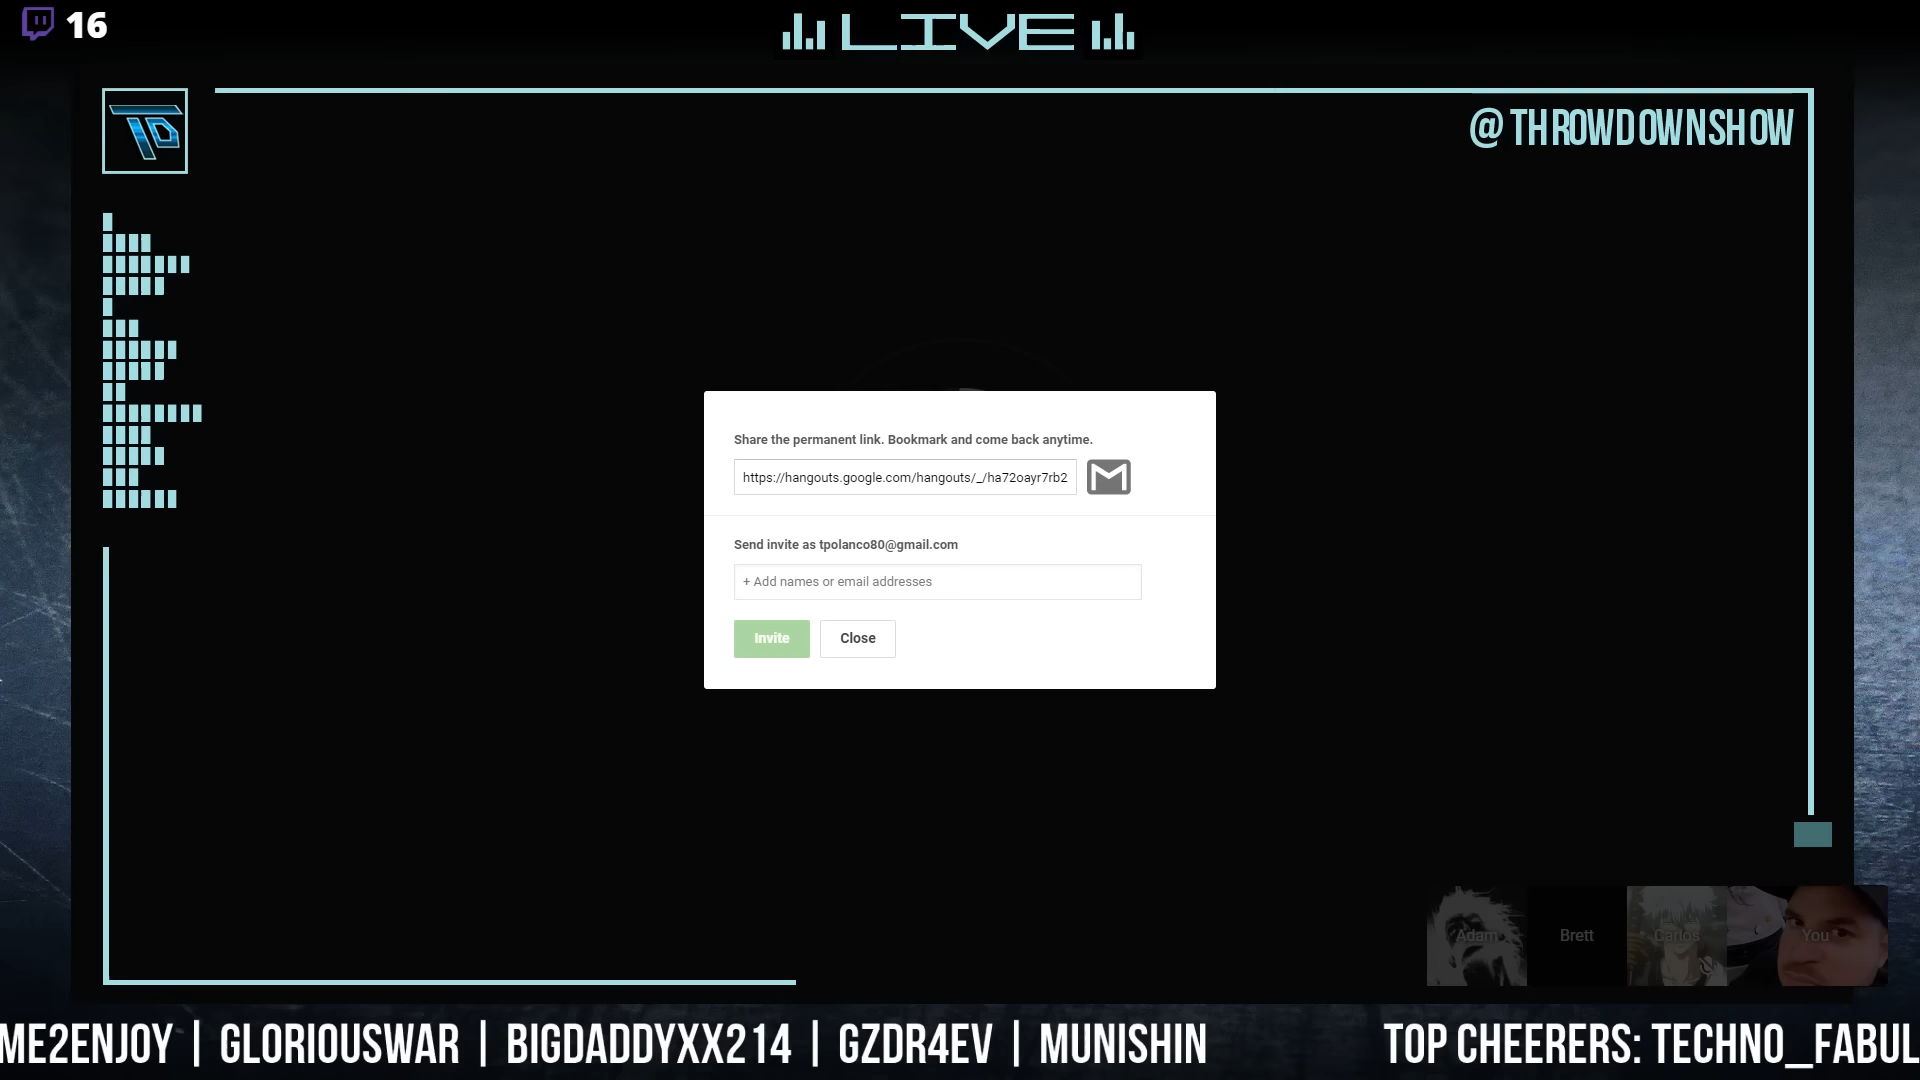 16
LIVE
TD
@THROWDOWNSHOW
Share the permanent link. Bookmark and come back anytime.
https://hangouts.google.com/hangouts/_/ha72oayr7rb2
Send invite as tpolanco80@gmail.com
+ Add names or email addresses
Invite
Close
Adam
Brett
Carlos
You
ME2ENJOY | GLORIOUSWAR | BIGDADDYXX214 | GZDR4EV | MUNISHIN TOP CHEERERS: TECHNO_FABUL